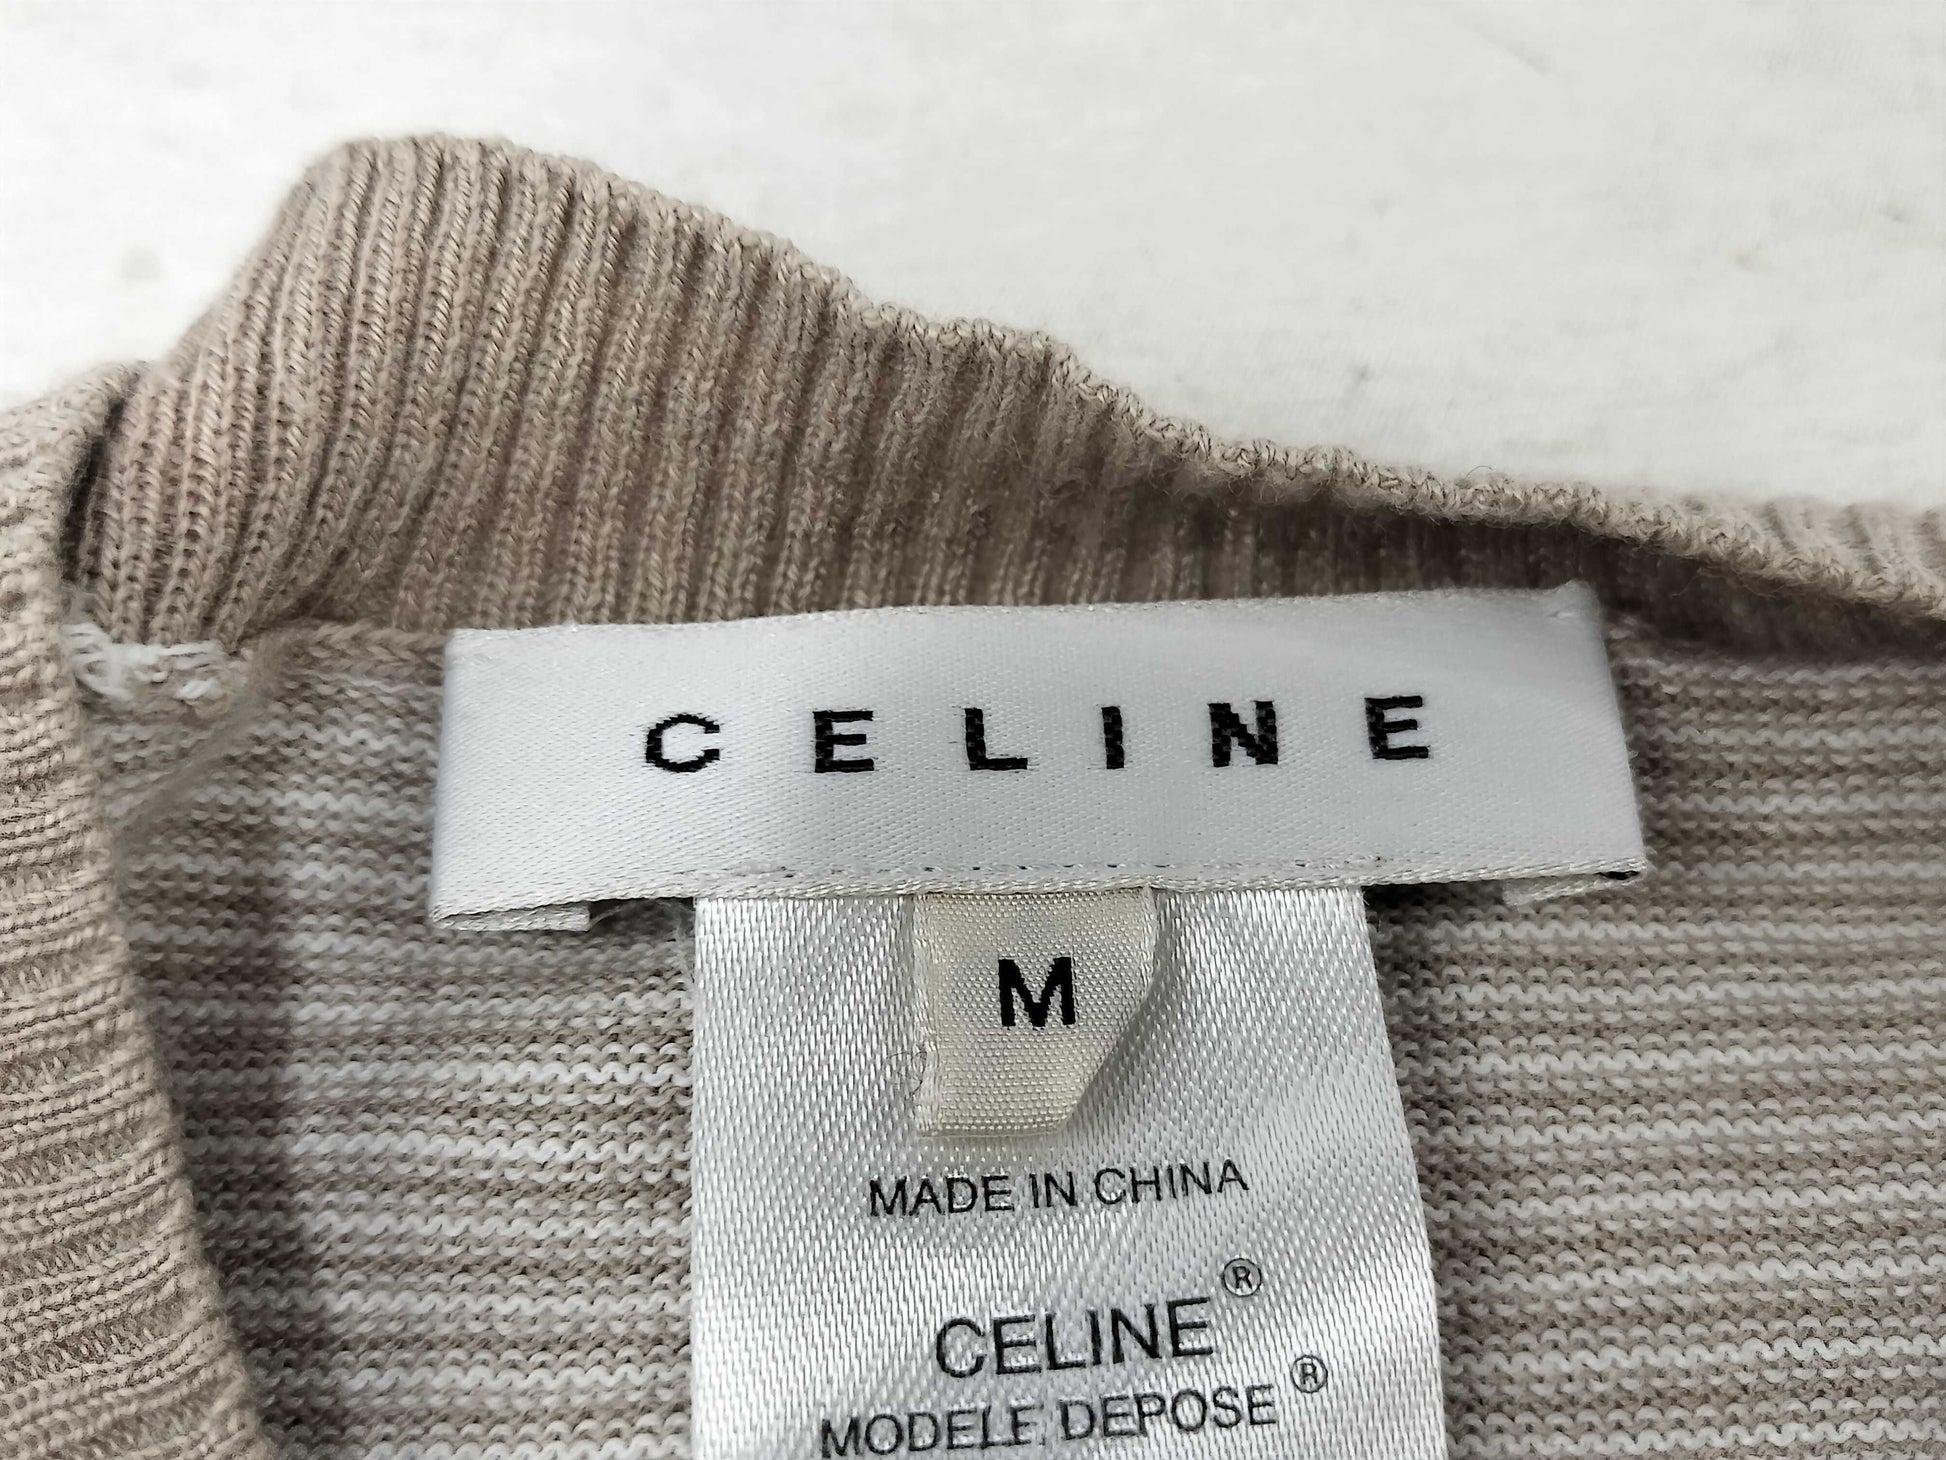 CELINE
M
MADE IN CHINA
CELINE®
MODELE DEPOSE®